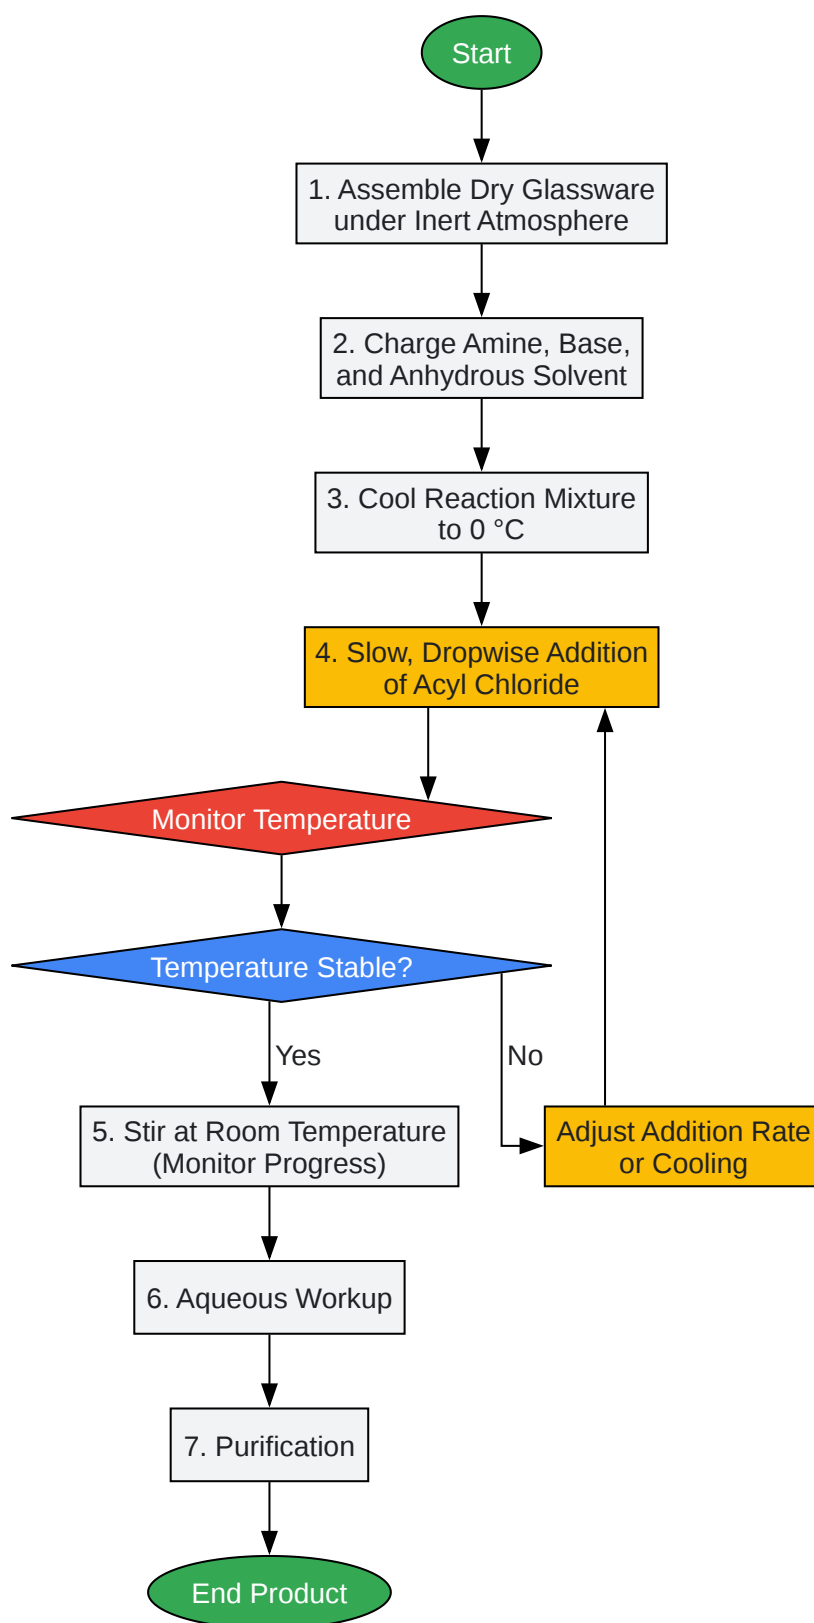 Start
1. Assemble Dry Glassware
under Inert Atmosphere
2. Charge Amine, Base,
and Anhydrous Solvent
3. Cool Reaction Mixture
to 0 °C
4. Slow, Dropwise Addition
of Acyl Chloride
Monitor Temperature
Temperature Stable?
Yes
No
5. Stir at Room Temperature
(Monitor Progress)
Adjust Addition Rate
or Cooling
6. Aqueous Workup
7. Purification
End Product